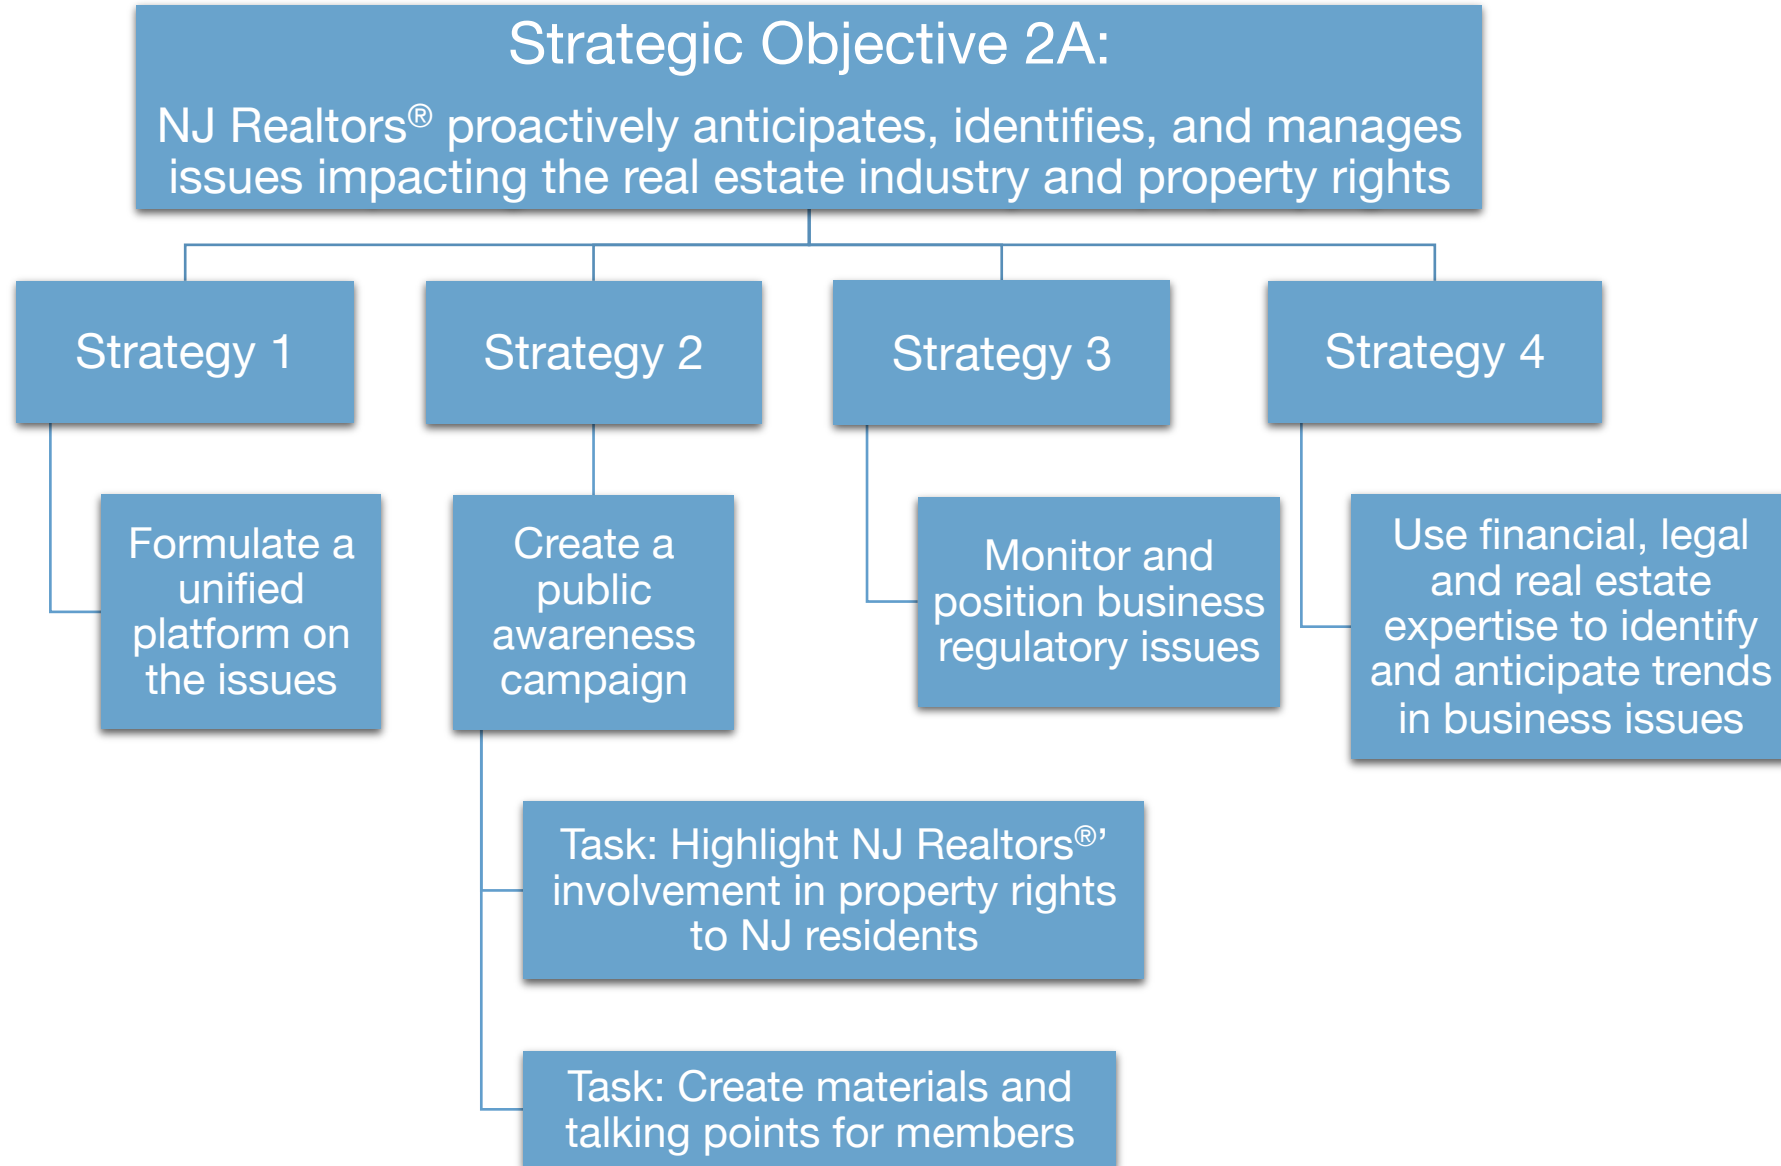 Strategic Objective 2A:
NJ Realtors® proactively anticipates, identifies, and manages
issues impacting the real estate industry and property rights
Strategy 1
Strategy 2
Strategy 3
Strategy 4
Formulate a
unified
platform on
the issues
Create a
public
awareness
campaign
Monitor and
position business
regulatory issues
Use financial, legal
and real estate
expertise to identify
and anticipate trends
in business issues
Task: Highlight NJ Realtors®’
involvement in property rights
to NJ residents
Task: Create materials and
talking points for members